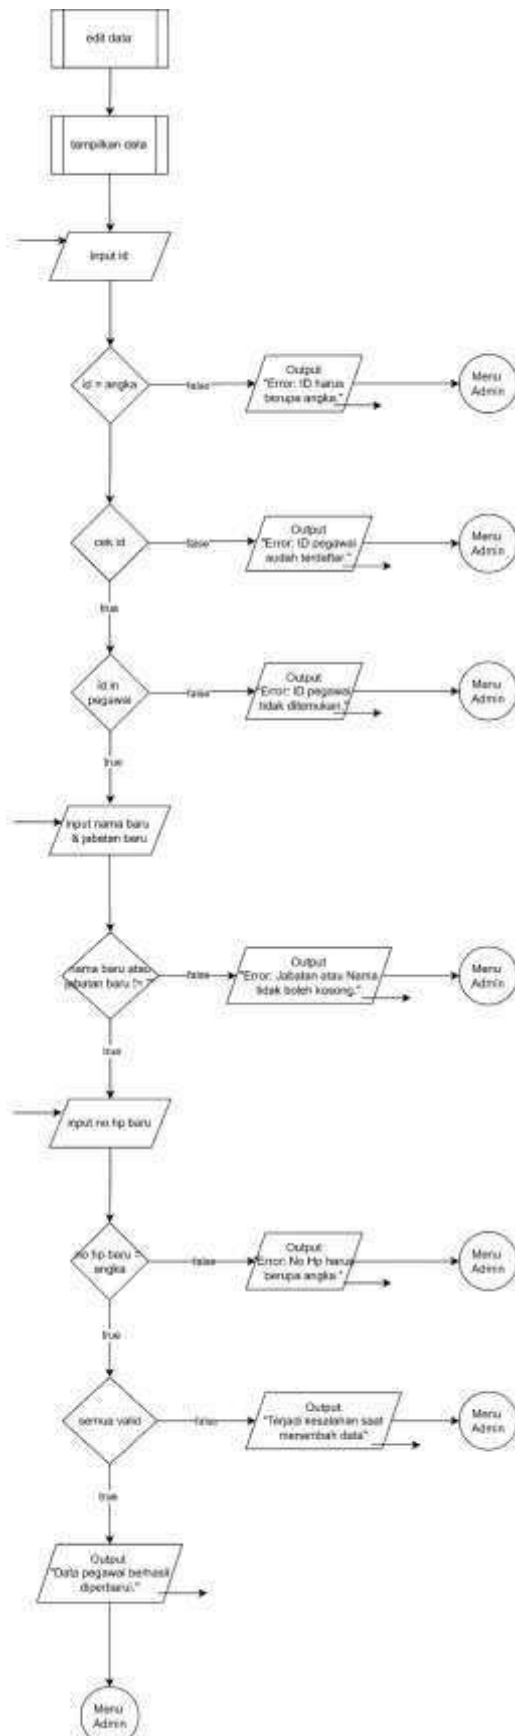 edit data
tampilkan data
Input id
id = angka
false
Output
"Error: ID harus
berupa angka."
Menu
Admin
cek id
false
Output
"Error: ID pegawai
sudah terdaftar."
Menu
Admin
true
id in
pegawai
false
Output
"Error: ID pegawai
tidak ditemukan."
Menu
Admin
true
input nama baru
& jabatan baru
nama baru atau
jabatan baru != ""
false
Output
"Error: Jabatan atau Nama
tidak boleh kosong."
Menu
Admin
true
input no hp baru
no hp baru =
angka
false
Output
"Error: No Hp harus
berupa angka."
Menu
Admin
true
semua valid
false
Output
"Terjadi kesalahan saat
menambah data"
Menu
Admin
true
Output
"Data pegawai berhasil
diperbarui."
Menu
Admin